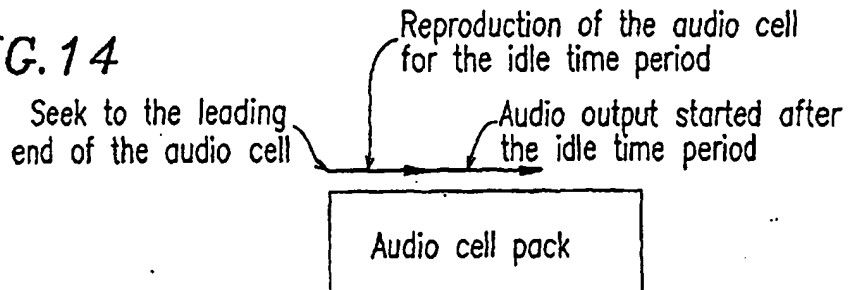 G. 14
Reproduction of the audio cell
for the idle time period
Seek to the leading
end of the audio cell
Audio output started after
the idle time period
Audio cell pack